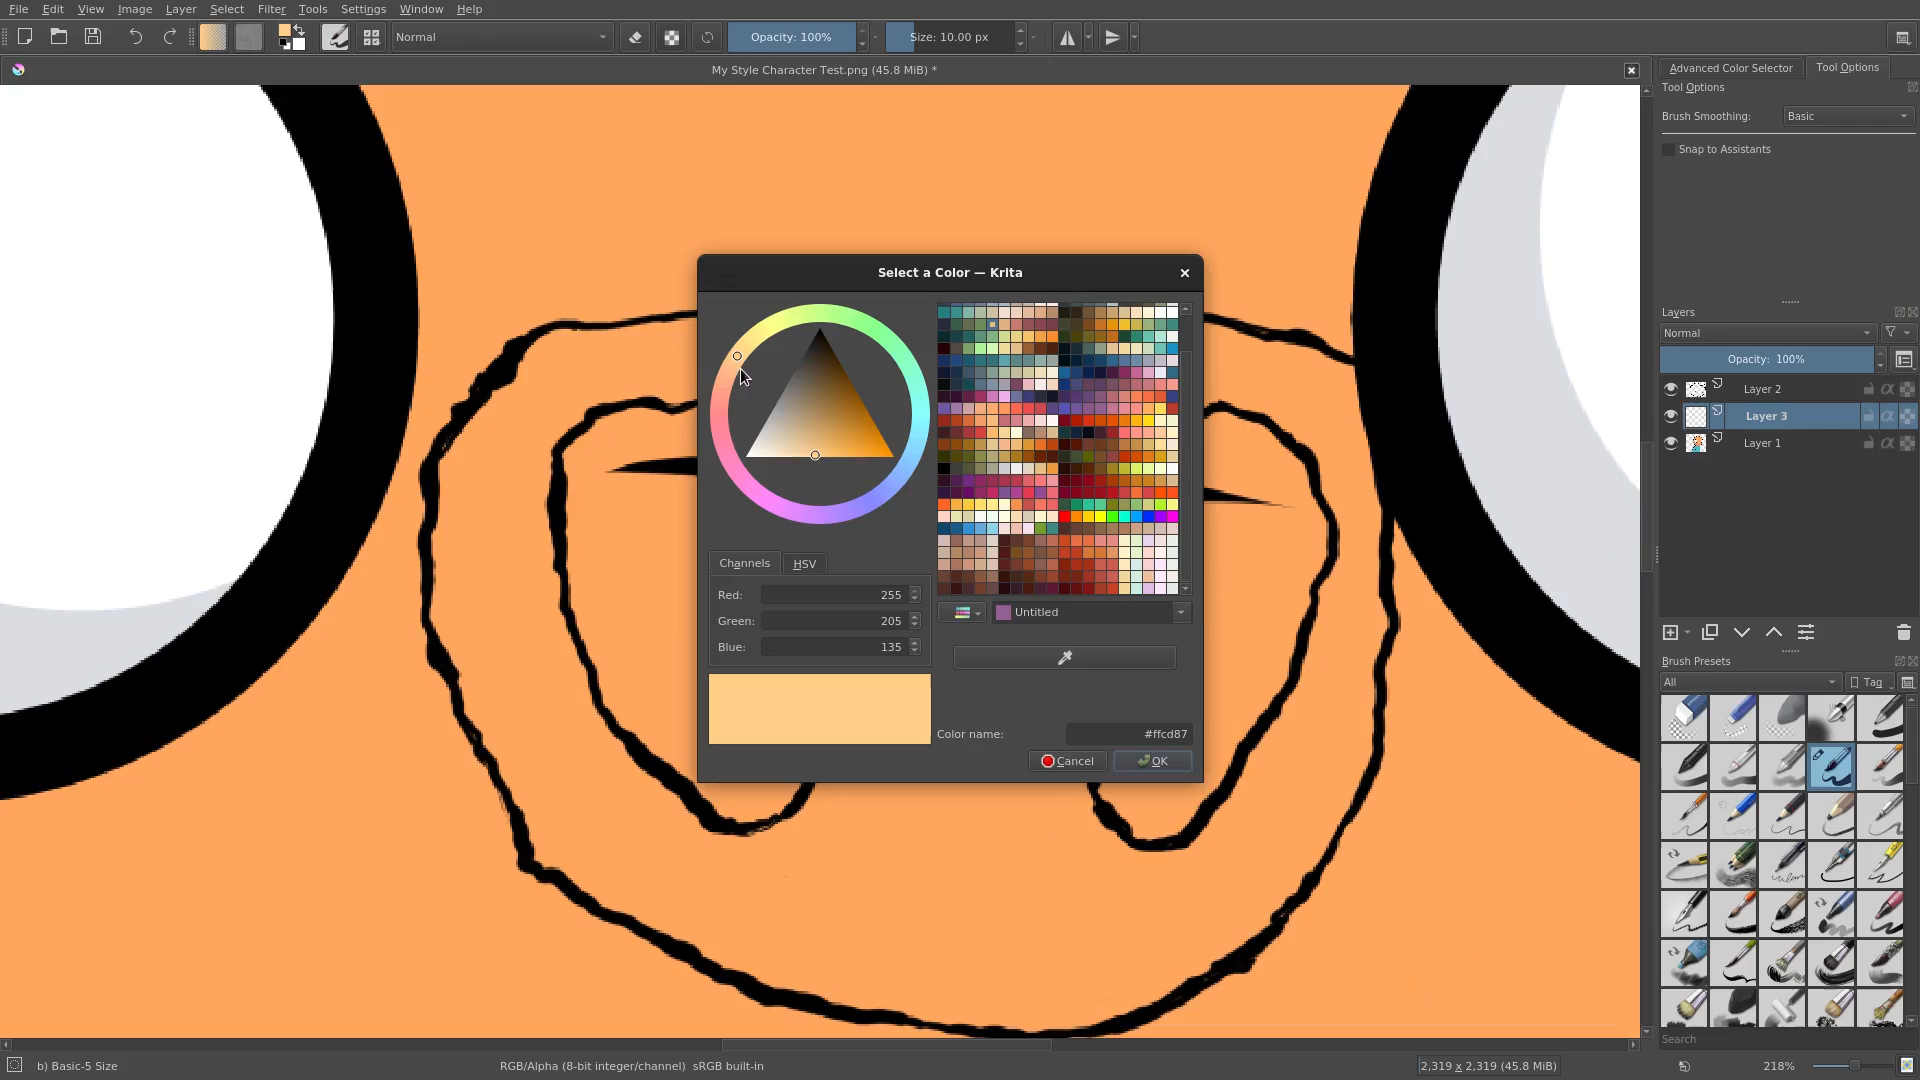 File Edit View Image Layer Select Filter Tools Settings Window Help
Normal
Opacity: 100%
Size: 10.00 px
My Style Character Test.png (45.8 MiB) *
Advanced Color Selector
Tool Options
Tool Options
Brush Smoothing: Basic
Snap to Assistants
Select a Color — Krita
Channels HSV
Red: 255
Green: 205
Blue: 135
Untitled
Color name: #ffcd87
Cancel OK
Layers
Normal
Opacity: 100%
Layer 2
Layer 3
Layer 1
Brush Presets
All
Tag
Search
b) Basic-5 Size
RGB/Alpha (8-bit integer/channel) sRGB built-in
2,319 x 2,319 (45.8 MiB)
218%